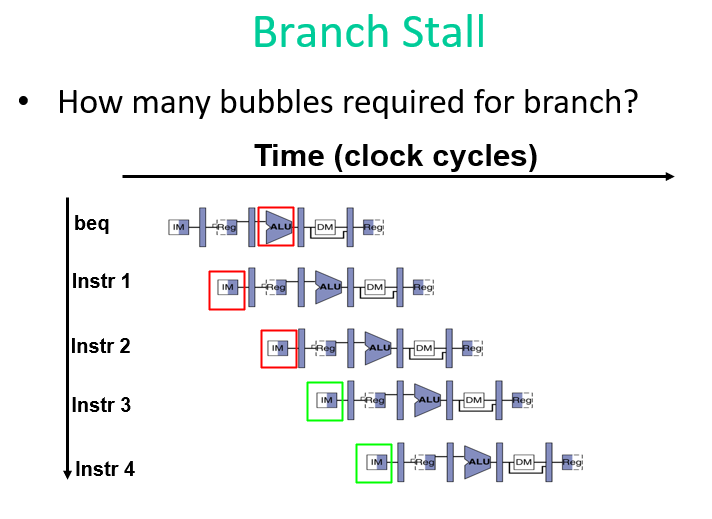 Branch Stall
• How many bubbles required for branch?
Time (clock cycles)
beq IM Reg ALU DM Reg
Instr 1 IM Reg ALU DM Reg
Instr 2 IM Reg ALU DM Reg
Instr 3 IM Reg ALU DM Reg
Instr 4 IM Reg ALU DM Reg